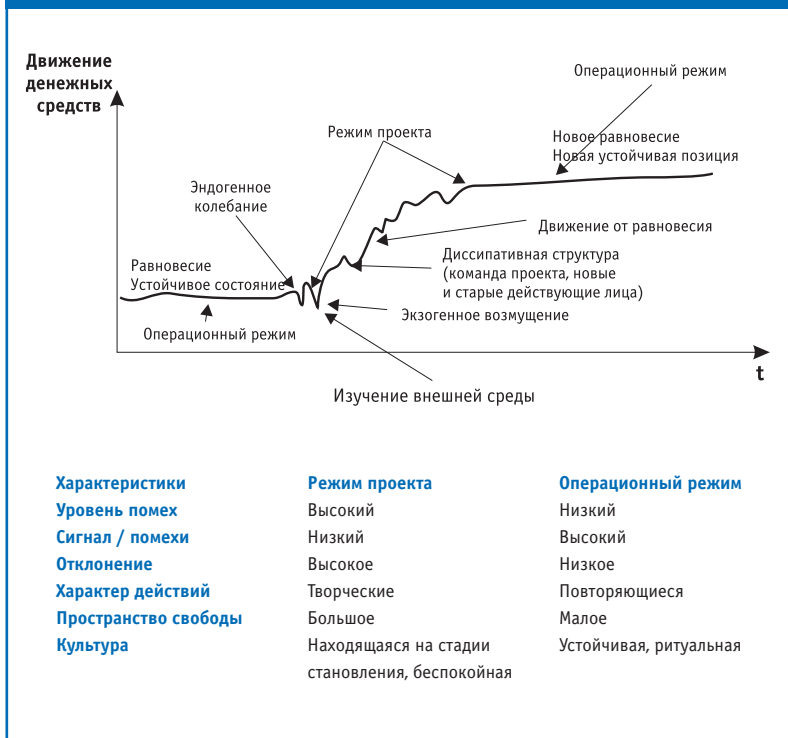 Движение
денежных
средств
Операционный режим
Режим проекта
Новое равновесие
Новая устойчивая позиция
Эндогенное
колебание
Движение от равновесия
Диссипативная структура
(команда проекта, новые
и старые действующие лица)
Равновесие
Устойчивое состояние
Экзогенное возмущение
Операционный режим
t
Изучение внешней среды
Характеристики Режим проекта Операционный режим
Уровень помех Высокий Низкий
Сигнал / помехи Низкий Высокий
Отклонение Высокое Низкое
Характер действий Творческие Повторяющиеся
Пространство свободы Большое Малое
Культура Находящаяся на стадии Устойчивая, ритуальная
становления, беспокойная